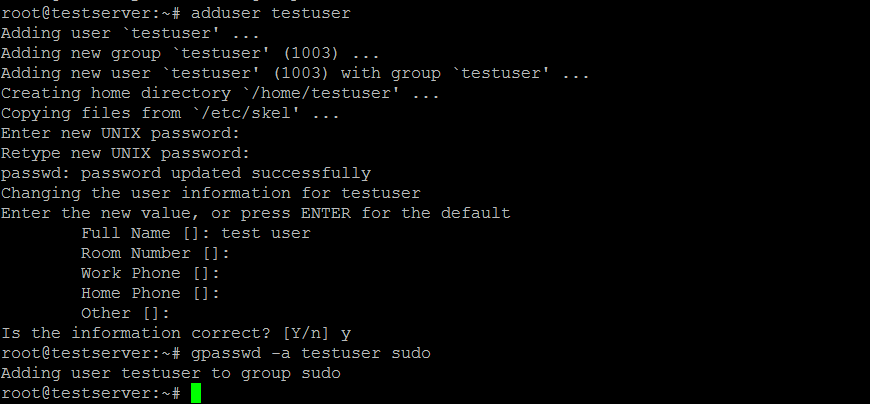 root@testserver:~# adduser testuser
Adding user `testuser' ...
Adding new group `testuser' (1003) ...
Adding new user `testuser' (1003) with group `testuser' ...
Creating home directory `/home/testuser' ...
Copying files from `/etc/skel' ...
Enter new UNIX password:
Retype new UNIX password:
passwd: password updated successfully
Changing the user information for testuser
Enter the new value, or press ENTER for the default
        Full Name []: test user
        Room Number []:
        Work Phone []:
        Home Phone []:
        Other []:
Is the information correct? [Y/n] y
root@testserver:~# gpasswd -a testuser sudo
Adding user testuser to group sudo
root@testserver:~#